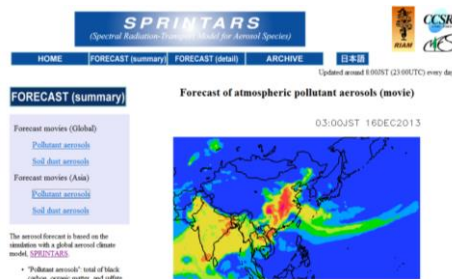 SPRINTARS
(Spectral Radiation-Transport Model for Aerosol Species)
RIAM
CCSR
HOME
FORECAST (summary)
FORECAST (detail)
ARCHIVE
日本語
Updated around 8:00JST (23:00UTC) every day
FORECAST (summary)
Forecast of atmospheric pollutant aerosols (movie)
03:00JST 16DEC2013
Forecast movies (Global)
Pollutant aerosols
Soil dust aerosols
Forecast movies (Asia)
Pollutant aerosols
Soil dust aerosols
The aerosol forecast is based on the
simulation with a global aerosol climate
model, SPRINTARS.
• "Pollutant aerosols": total of black
carbon, organic matter, and sulfate